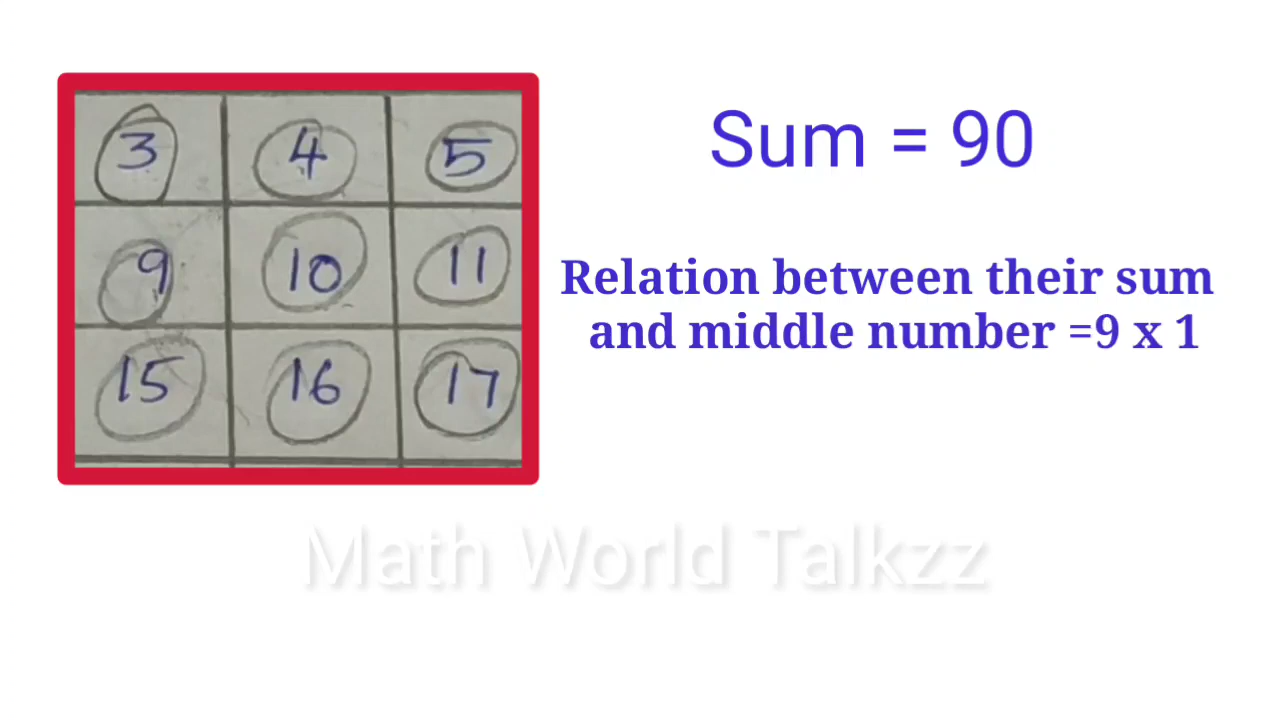 3 4 5
9 10 11
15 16 17
Sum = 90
Relation between their sum
and middle number =9 x 1
Math World Talkzz